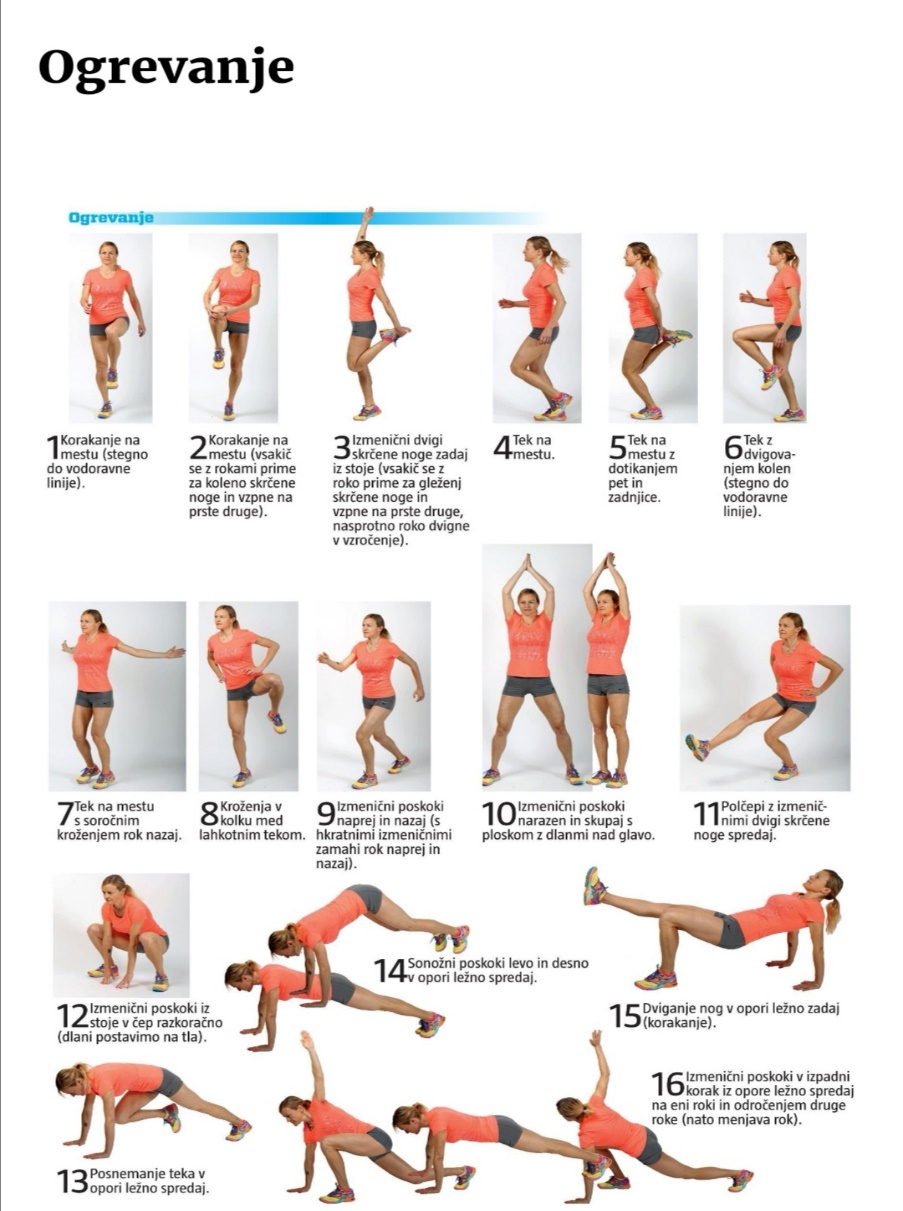 Ogrevanje
Ogrevanje
1 Korakanje na
mestu (stegno
do vodoravne
linije).
2 Korakanje na
mestu (vsakič
se z rokami prime
za koleno skrčene
noge in vzpne na
prste druge).
3 Izmenični dvigi
skrčene noge zadaj
iz stoje (vsakič se z
roko prime za gleženj
skrčene noge in
vzpne na prste druge,
nasprotno roko dvigne
v vzročenje).
4 Tek na
mestu.
5 Tek na
mestu z
dotikanjem
pet in
zadnjice.
6 Tek z
dvigova-
njem kolen
(stegno do
vodoravne
linije).
7 Tek na mestu
s soročnim
kroženjem rok nazaj.
8 Kroženja v
kolku med
lahkotnim tekom.
9 Izmenični poskoki
naprej in nazaj (s
hkratnimi izmeničnimi
zamahi rok naprej in
nazaj).
10 Izmenični poskoki
narazen in skupaj s
ploskom z dlanmi nad glavo.
11 Polčepi z izmenič-
nimi dvigi skrčene
noge spredaj.
12 Izmenični poskoki iz
stoje v čep razkoračno
(dlani postavimo na tla).
14 Sonožni poskoki levo in desno
v opori ležno spredaj.
15 Dviganje nog v opori ležno zadaj
(korakanje).
13 Posnemanje teka v
opori ležno spredaj.
16 Izmenični poskoki v izpadni
korak iz opore ležno spredaj
na eni roki in odročenjem druge
roke (nato menjava rok).